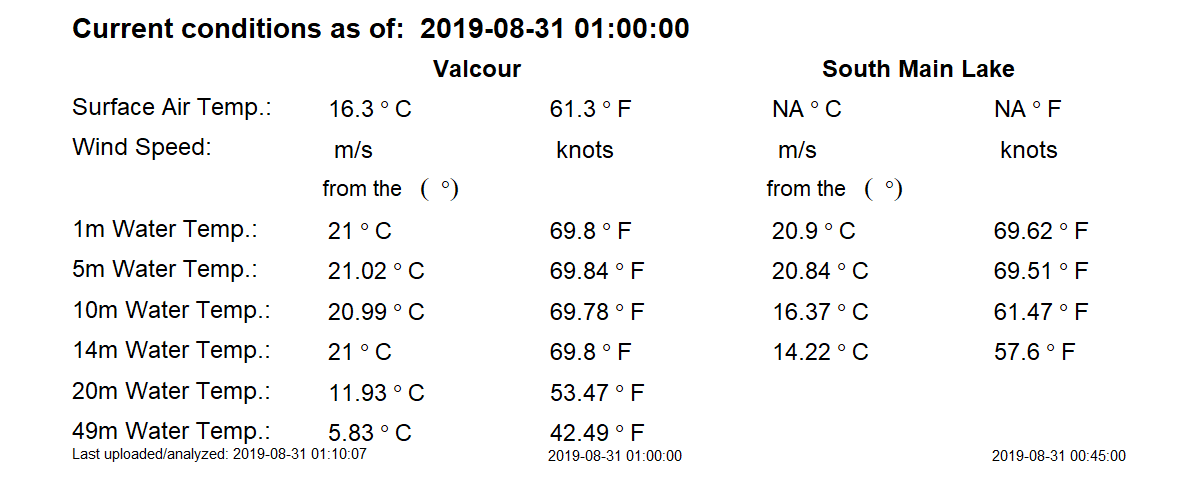 Current conditions as of: 2019-08-31 01:00:00
Valcour South Main Lake
Surface Air Temp.: 16.3 ° C 61.3 ° F NA ° C NA ° F
Wind Speed: m/s knots m/s knots
from the ( °) from the ( °)
1m Water Temp.: 21 ° C 69.8 ° F 20.9 ° C 69.62 ° F
5m Water Temp.: 21.02 ° C 69.84 ° F 20.84 ° C 69.51 ° F
10m Water Temp.: 20.99 ° C 69.78 ° F 16.37 ° C 61.47 ° F
14m Water Temp.: 21 ° C 69.8 ° F 14.22 ° C 57.6 ° F
20m Water Temp.: 11.93 ° C 53.47 ° F
49m Water Temp.: 5.83 ° C 42.49 ° F
Last uploaded/analyzed: 2019-08-31 01:10:07 2019-08-31 01:00:00 2019-08-31 00:45:00